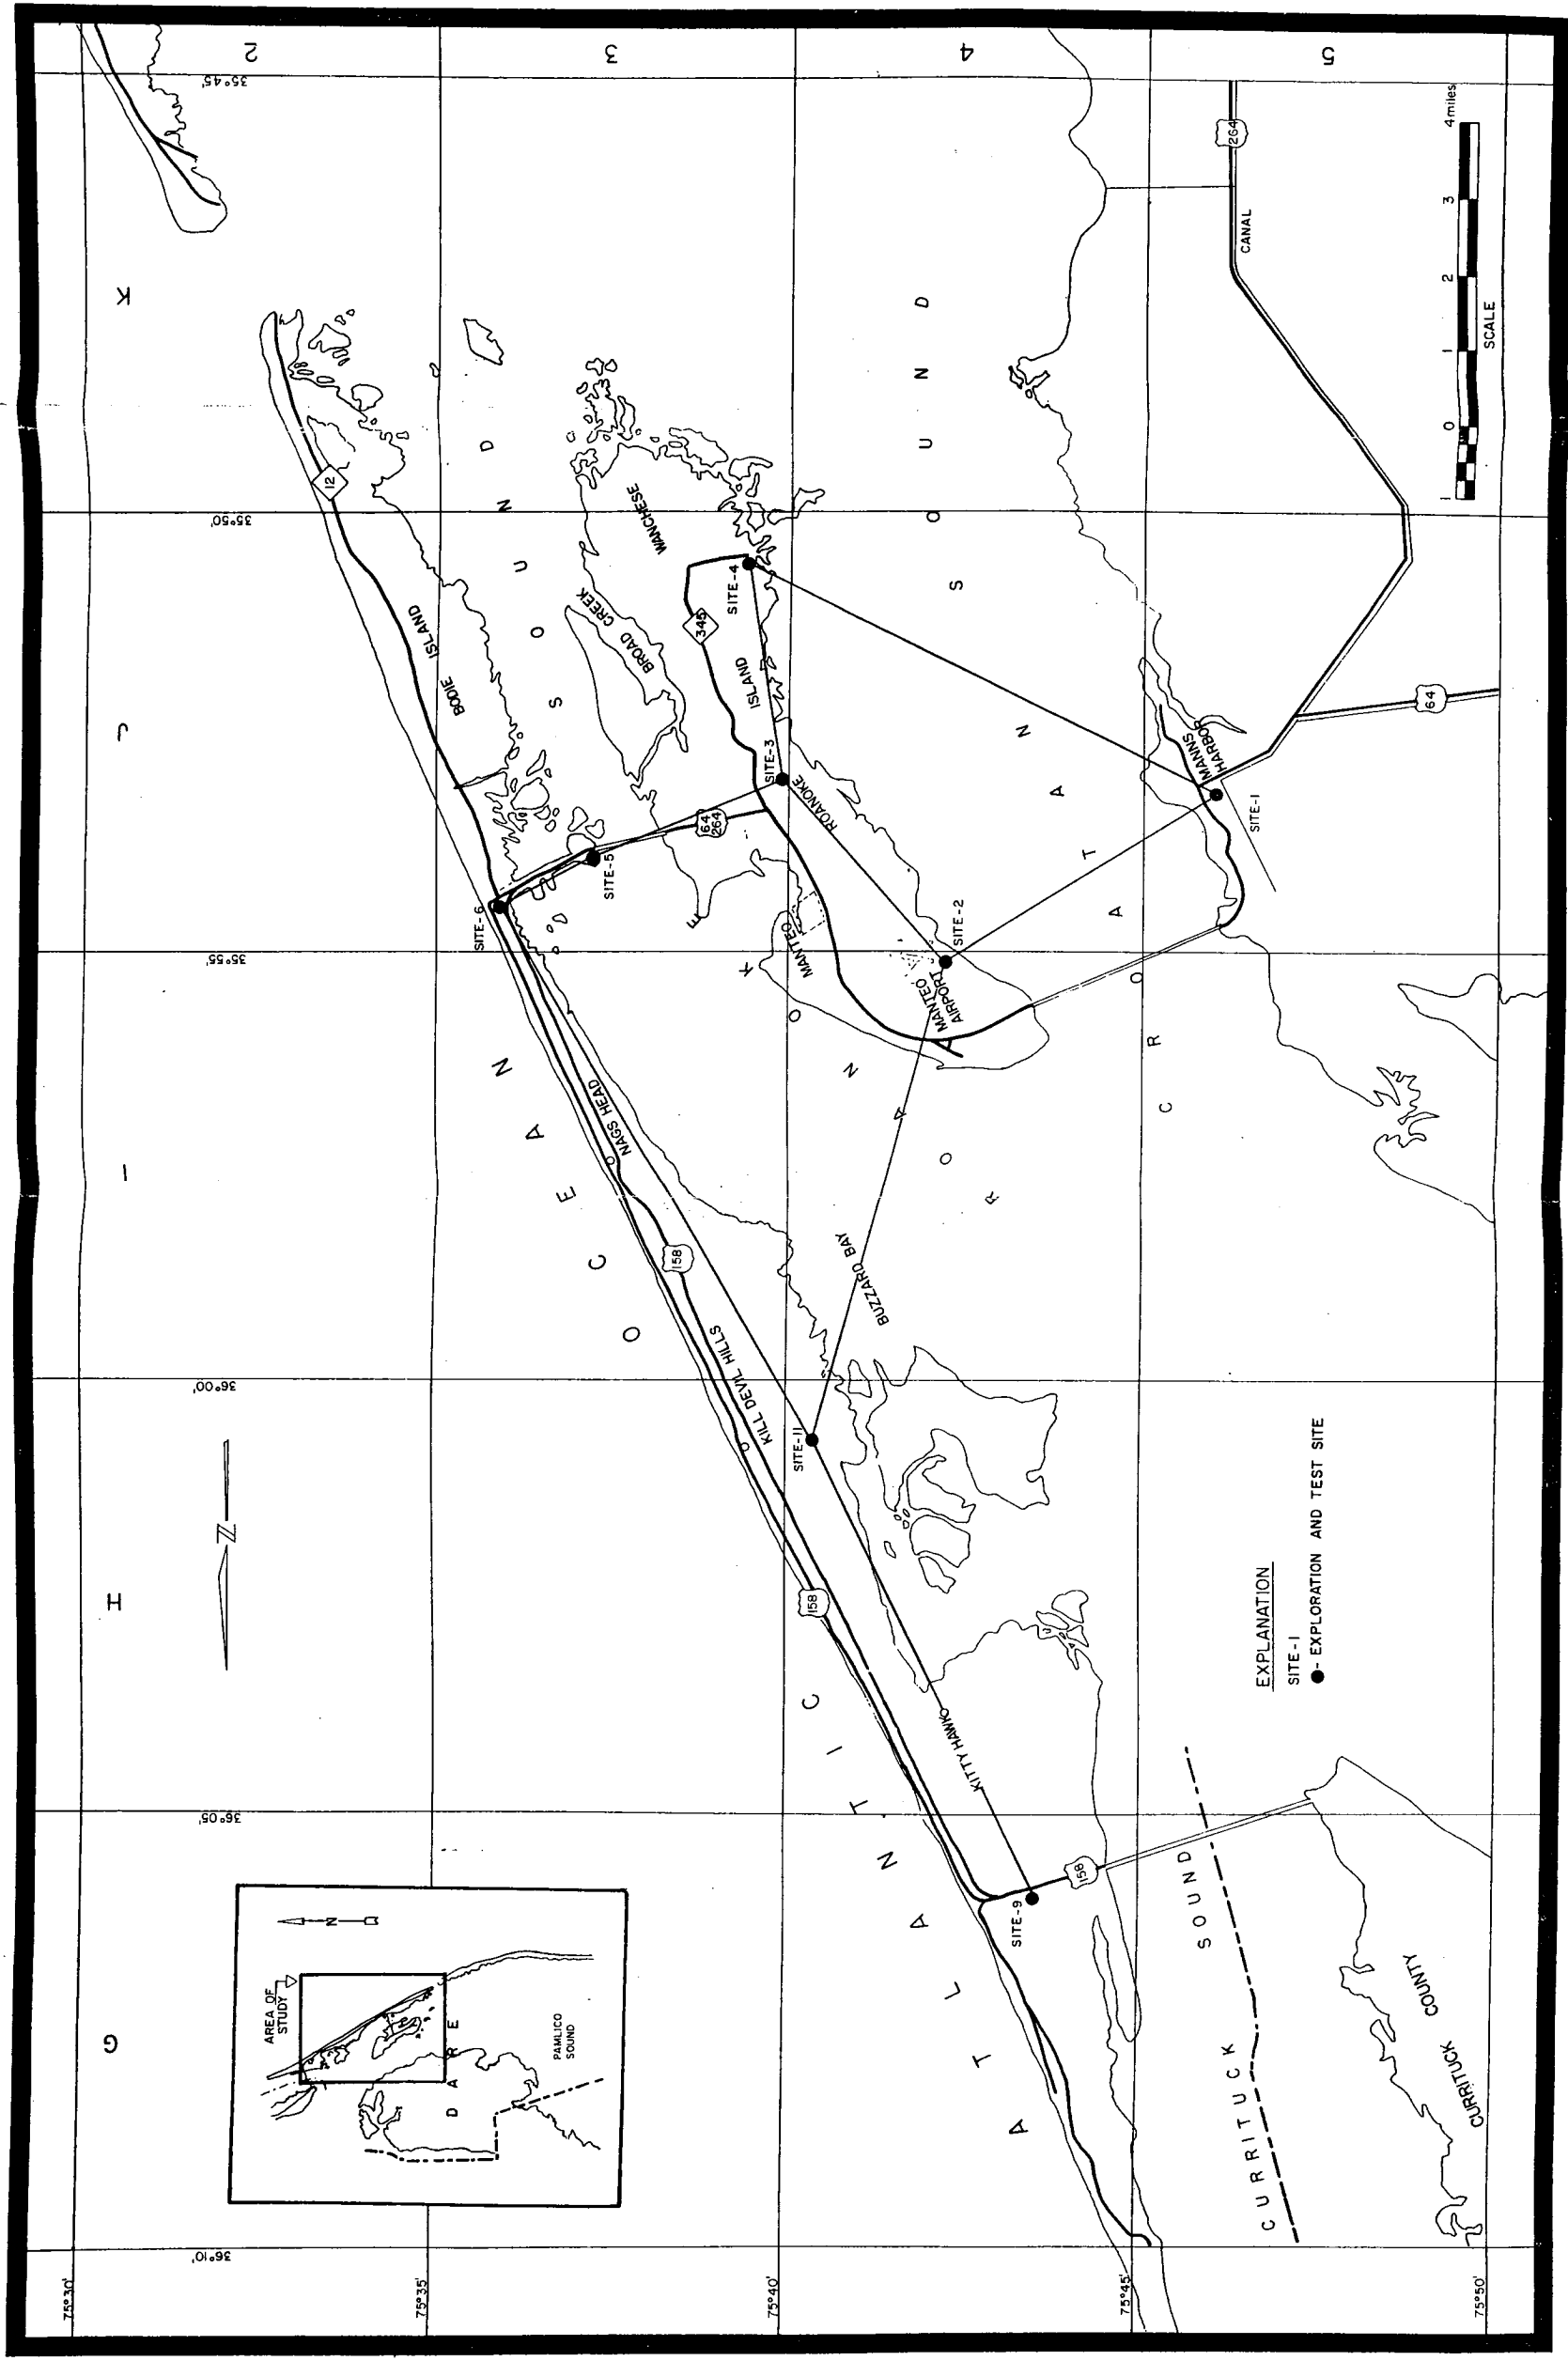 2
3
4
5
G
H
I
J
K
35°45'
35°50'
35°55'
36°00'
36°05'
36°10'
75°30'
75°35'
75°40'
75°45'
75°50'
12
BODIE ISLAND
ROANOKE SOUND
BROAD CREEK
WANCHESE
345
SITE-4
ROANOKE ISLAND
SITE-3
64
264
SITE-5
SITE-6
MANTEO
SITE-2
MANTEO
AIRPORT
CROATAN SOUND
MANNS
HARBOR
SITE-1
64
264
CANAL
1 0 1 2 3 4 miles
SCALE
ATLANTIC OCEAN
NAGS HEAD
158
KILL DEVIL HILLS
BUZZARD BAY
SITE-11
158
KITTY HAWK
158
SITE-9
CURRITUCK SOUND
CURRITUCK COUNTY
N
EXPLANATION
SITE-1
- EXPLORATION AND TEST SITE
N
AREA OF
STUDY
DARE
PAMLICO
SOUND